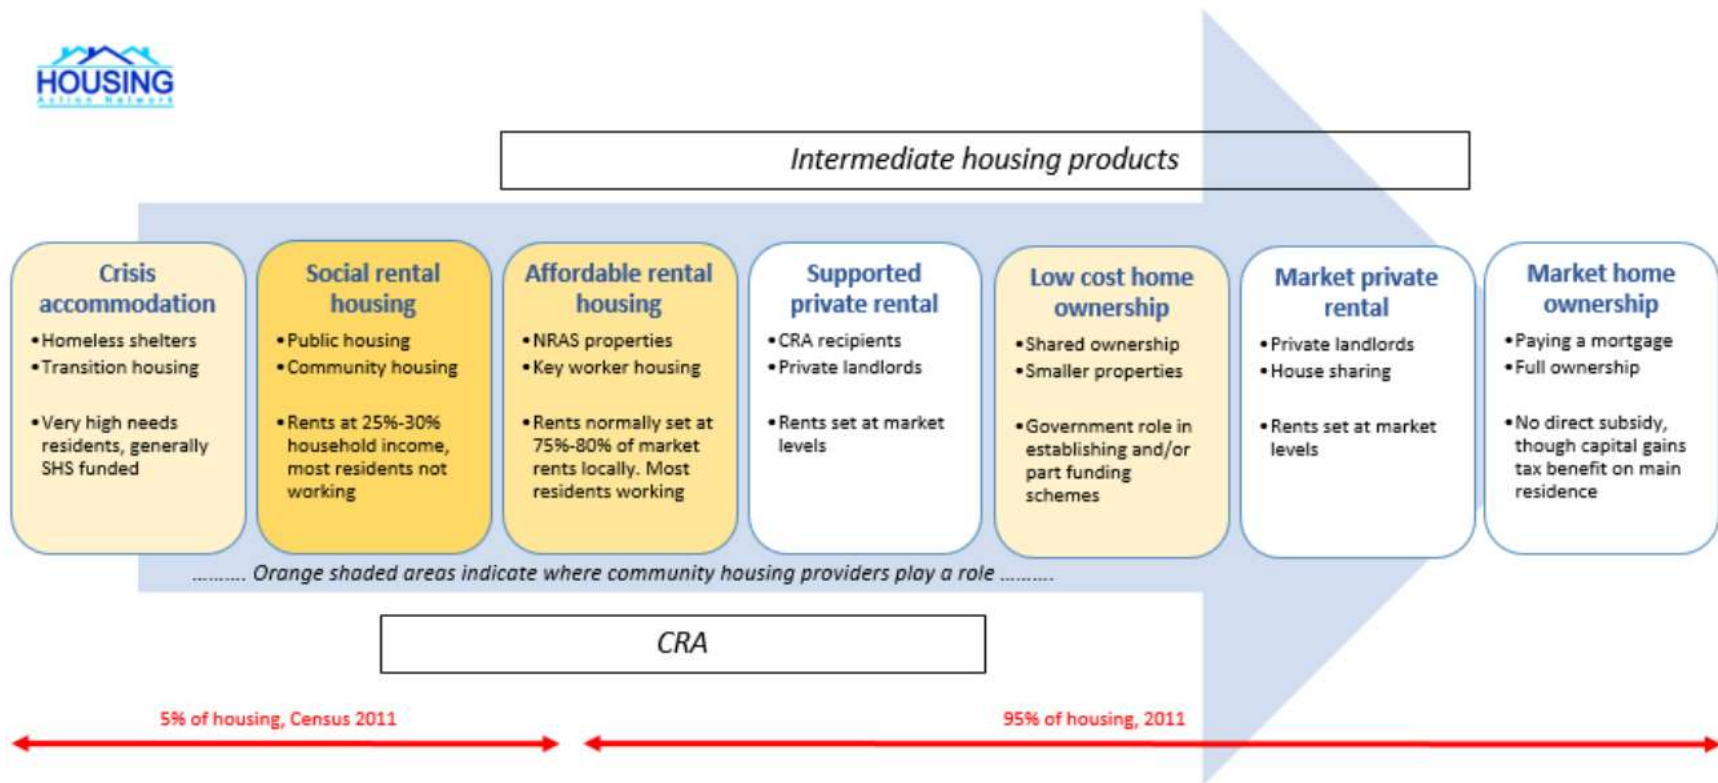 HOUSING
Action Network
Intermediate housing products
Crisis
accommodation
•Homeless shelters
•Transition housing
•Very high needs
residents, generally
SHS funded
Social rental
housing
•Public housing
•Community housing
•Rents at 25%-30%
household income,
most residents not
working
Affordable rental
housing
•NRAS properties
•Key worker housing
•Rents normally set at
75%-80% of market
rents locally. Most
residents working
Supported
private rental
•CRA recipients
•Private landlords
•Rents set at market
levels
Low cost home
ownership
•Shared ownership
•Smaller properties
•Government role in
establishing and/or
part funding
schemes
Market private
rental
•Private landlords
•House sharing
•Rents set at market
levels
Market home
ownership
•Paying a mortgage
•Full ownership
•No direct subsidy,
though capital gains
tax benefit on main
residence
.......... Orange shaded areas indicate where community housing providers play a role ..........
CRA
5% of housing, Census 2011
95% of housing, 2011